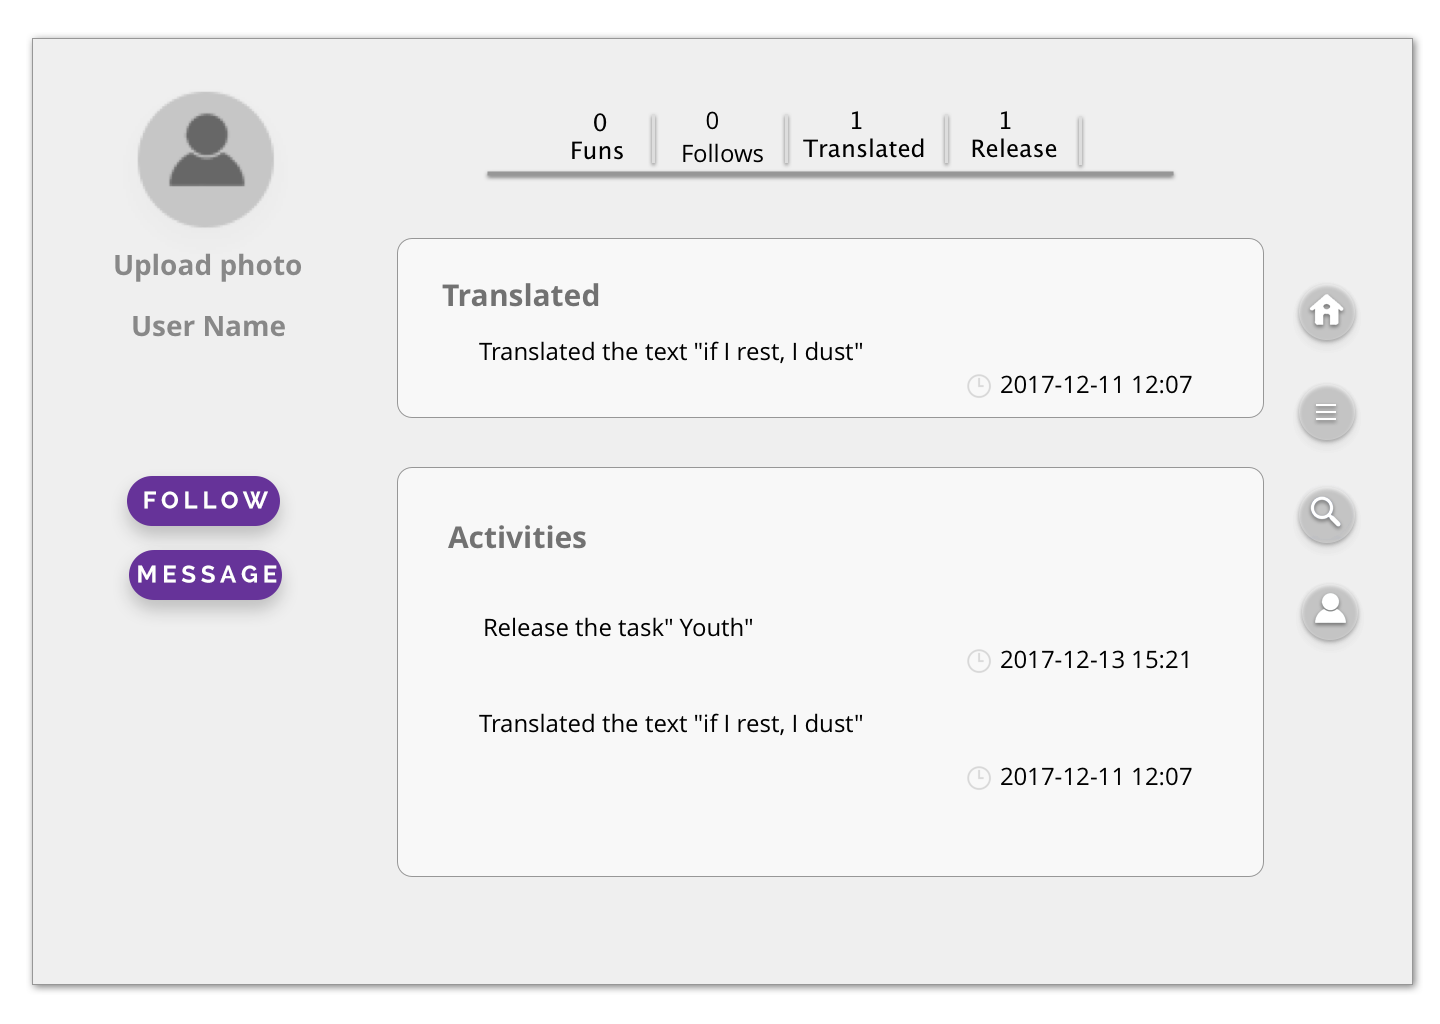 0
Funs
0
Follows
1
Translated
1
Release
Upload photo
User Name
FOLLOW
MESSAGE
Translated
Translated the text "if I rest, I dust"
2017-12-11 12:07
Activities
Release the task" Youth"
2017-12-13 15:21
Translated the text "if I rest, I dust"
2017-12-11 12:07